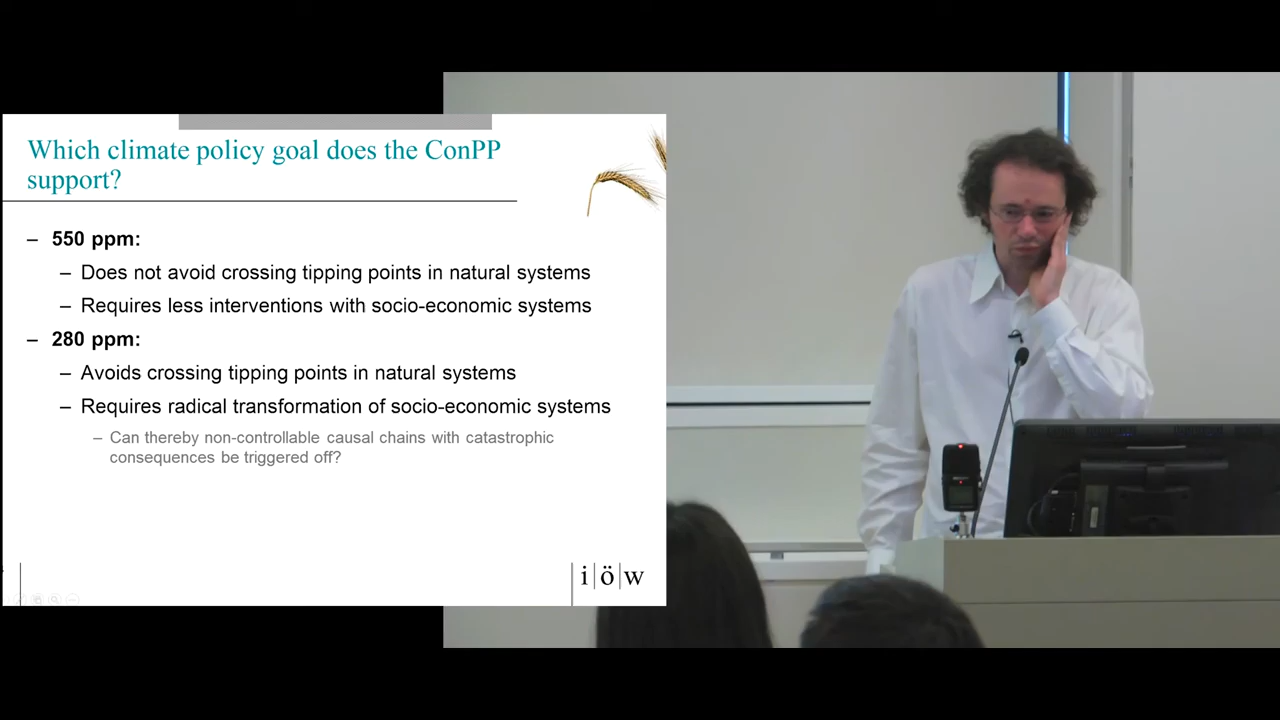 Which climate policy goal does the ConPP
support?
– 550 ppm:
– Does not avoid crossing tipping points in natural systems
– Requires less interventions with socio-economic systems
– 280 ppm:
– Avoids crossing tipping points in natural systems
– Requires radical transformation of socio-economic systems
– Can thereby non-controllable causal chains with catastrophic
consequences be triggered off?
i|ö|w